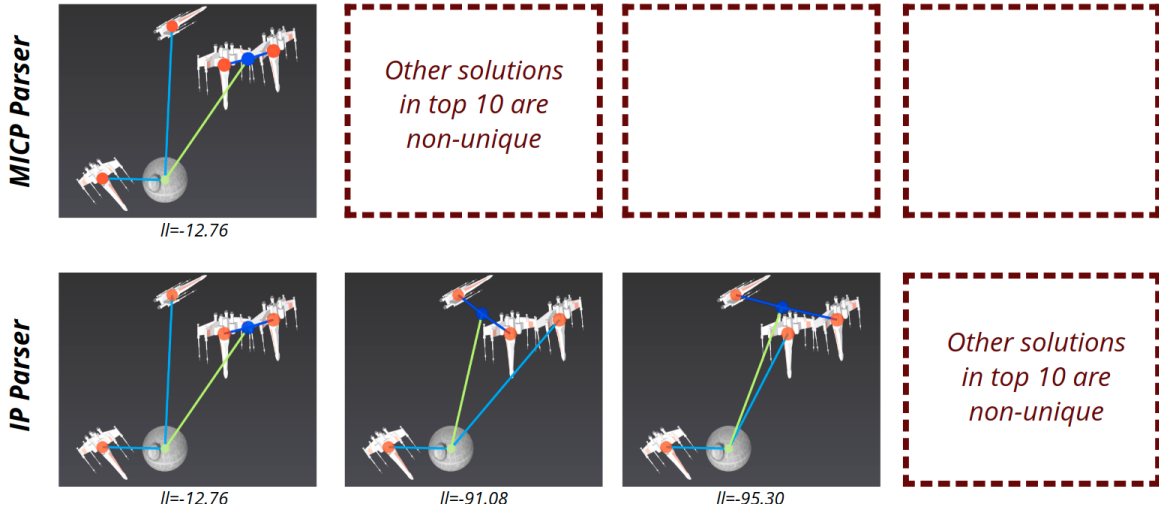 MICP Parser
Other solutions
in top 10 are
non-unique
ll=-12.76
IP Parser
Other solutions
in top 10 are
non-unique
ll=-12.76
ll=-91.08
ll=-95.30